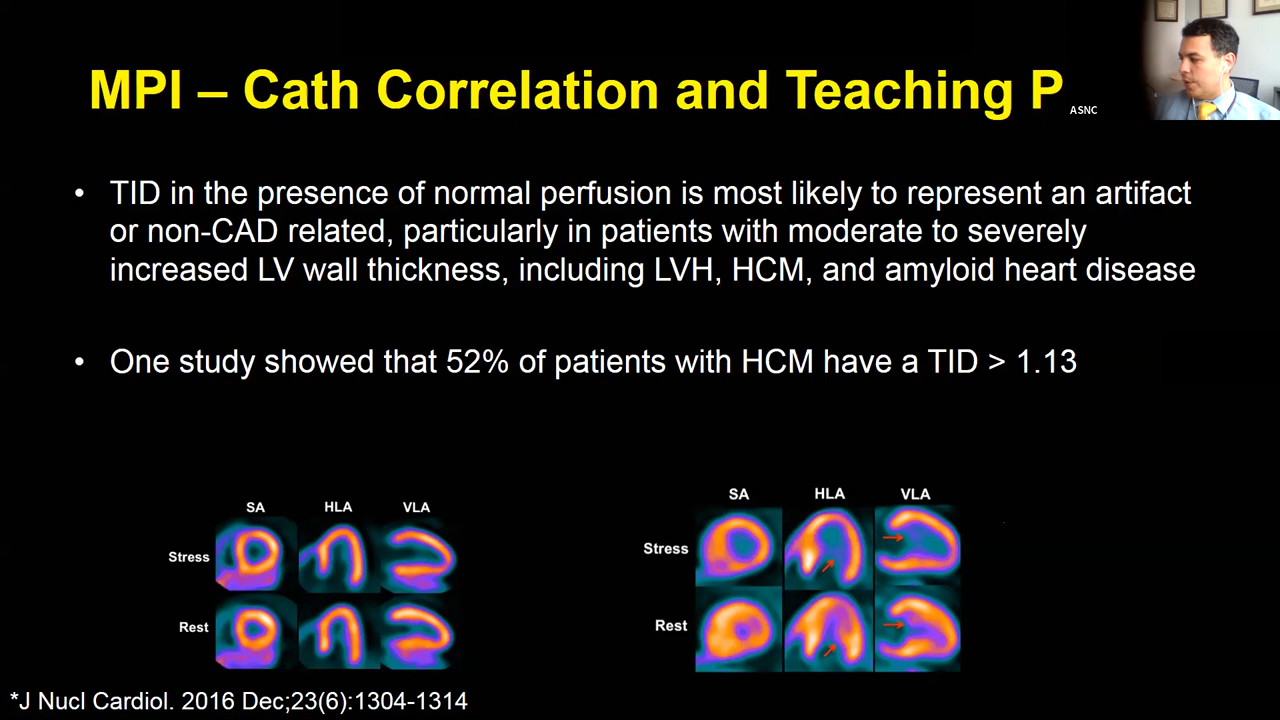 MPI – Cath Correlation and Teaching P
ASNC
• TID in the presence of normal perfusion is most likely to represent an artifact
or non-CAD related, particularly in patients with moderate to severely
increased LV wall thickness, including LVH, HCM, and amyloid heart disease
• One study showed that 52% of patients with HCM have a TID > 1.13
SA HLA VLA
Stress
Rest
SA HLA VLA
Stress
Rest
*J Nucl Cardiol. 2016 Dec;23(6):1304-1314